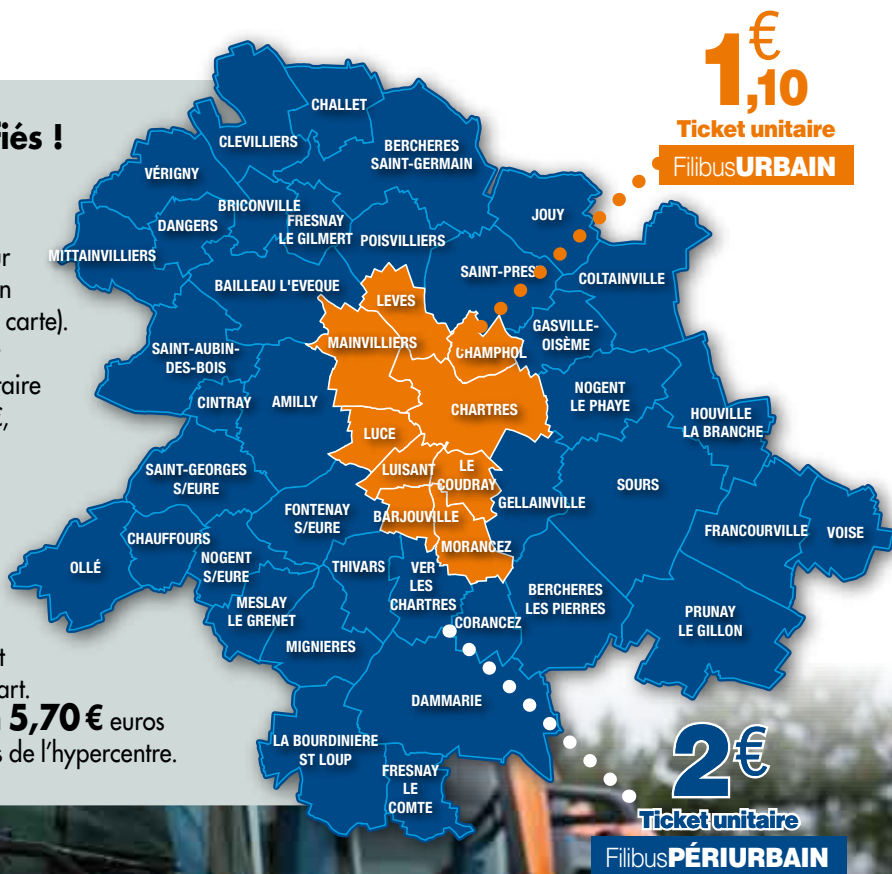 fiés !
ur
n
carte).
raire
€,
t
art.
5,70 € euros
s de l'hypercentre.
1,10 €
Ticket unitaire
FilibusURBAIN
CHALLET
CLEVILLIERS
BERCHERES
SAINT-GERMAIN
VÉRIGNY
BRICONVILLE
JOUY
DANGERS
FRESNAY
LE GILMERT
POISVILLIERS
MITTAINVILLIERS
SAINT-PREST
COLTAINVILLE
BAILLEAU L'EVEQUE
LEVES
GASVILLE-
OISÈME
MAINVILLIERS
CHAMPHOL
SAINT-AUBIN-
DES-BOIS
NOGENT
LE PHAYE
CINTRAY
AMILLY
CHARTRES
HOUVILLE
LA BRANCHE
LUCE
SAINT-GEORGES
S/EURE
LUISANT
LE
COUDRAY
SOURS
GELLAINVILLE
FONTENAY
S/EURE
BARJOUVILLE
FRANCOURVILLE
VOISE
CHAUFFOURS
MORANCEZ
OLLÉ
NOGENT
S/EURE
THIVARS
VER
LES
CHARTRES
BERCHERES
LES PIERRES
MESLAY
LE GRENET
PRUNAY
LE GILLON
CORANCEZ
MIGNIERES
DAMMARIE
LA BOURDINIERE
ST LOUP
FRESNAY
LE
COMTE
2€
Ticket unitaire
FilibusPÉRIURBAIN